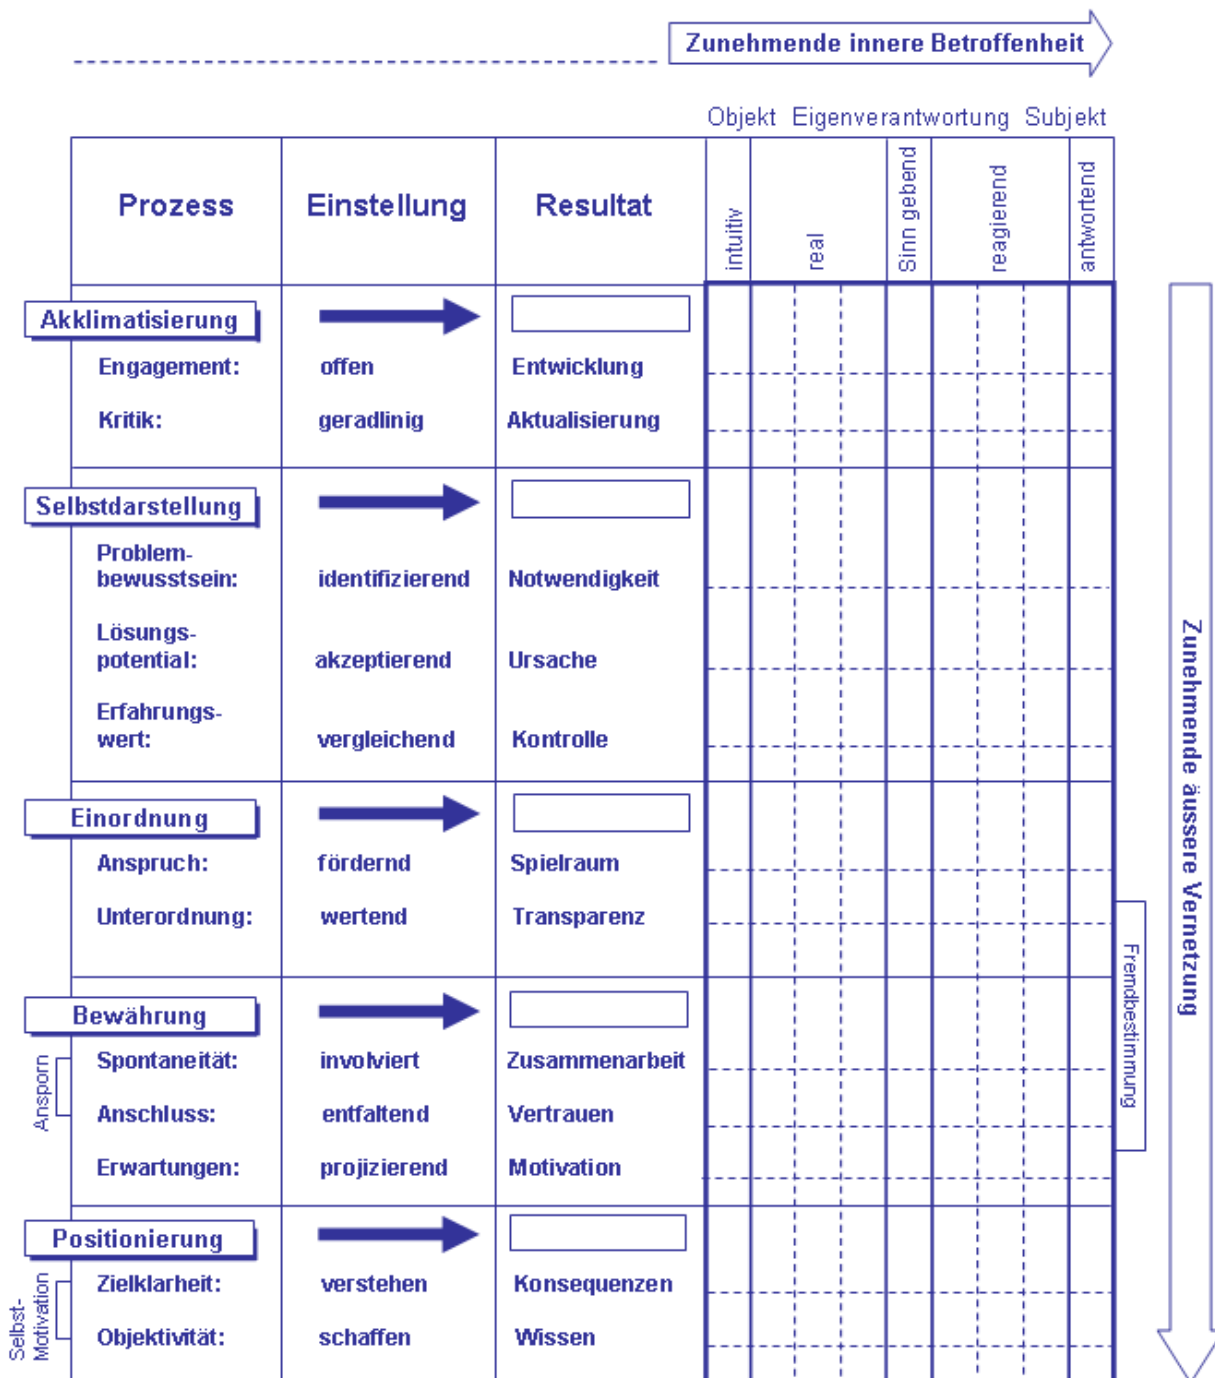 Zunehmende innere Betroffenheit
Objekt Eigenverantwortung Subjekt
Prozess Einstellung Resultat intuitiv real Sinn gebend reagierend antwortend
Akklimatisierung
Engagement: offen Entwicklung
Kritik: geradlinig Aktualisierung
Selbstdarstellung
Problem-
bewusstsein: identifizierend Notwendigkeit
Lösungs-
potential: akzeptierend Ursache
Erfahrungs-
wert: vergleichend Kontrolle
Einordnung
Anspruch: fördernd Spielraum
Unterordnung: wertend Transparenz
Bewährung
Spontaneität: involviert Zusammenarbeit
Anschluss: entfaltend Vertrauen
Erwartungen: projizierend Motivation
Ansporn
Positionierung
Zielklarheit: verstehen Konsequenzen
Objektivität: schaffen Wissen
Selbst-
Motivation
Fremdbestimmung
Zunehmende äussere Vernetzung